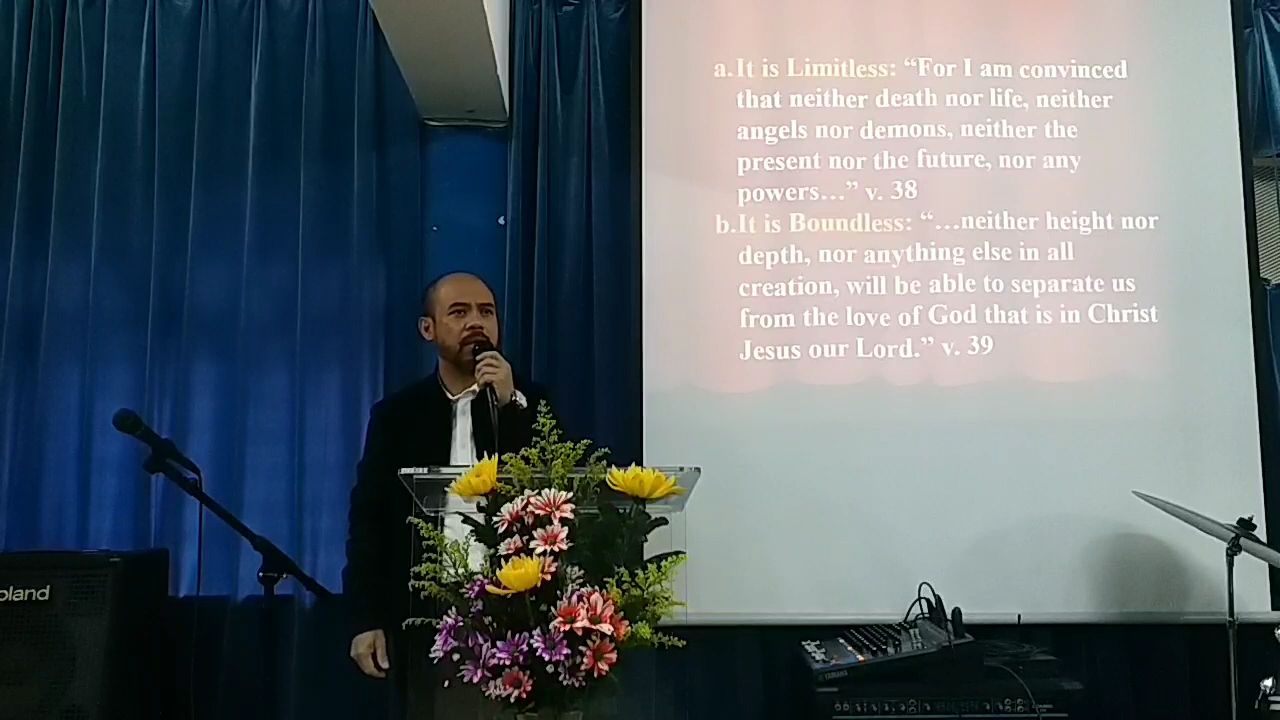 a.It is Limitless: “For I am convinced
that neither death nor life, neither
angels nor demons, neither the
present nor the future, nor any
powers…” v. 38
b.It is Boundless: “…neither height nor
depth, nor anything else in all
creation, will be able to separate us
from the love of God that is in Christ
Jesus our Lord.” v. 39
oland
YAMAHA